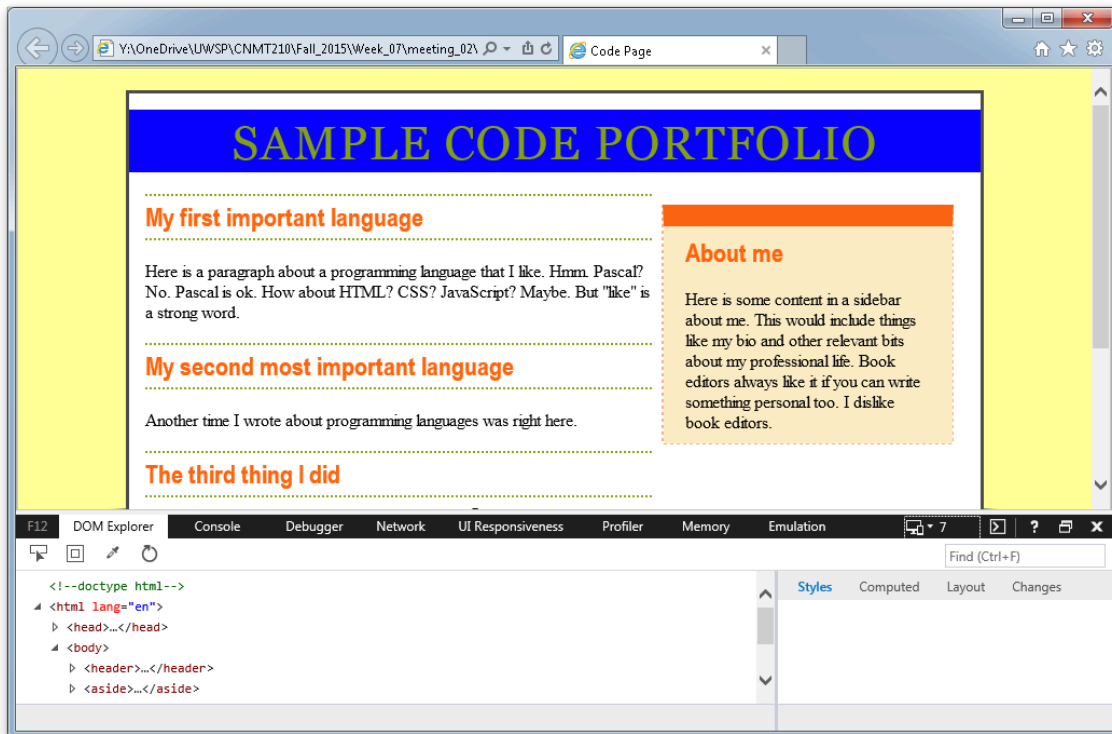 Y:\OneDrive\UWSP\CNMT210\Fall_2015\Week_07\meeting_02\
Code Page
SAMPLE CODE PORTFOLIO
My first important language
Here is a paragraph about a programming language that I like. Hmm. Pascal?
No. Pascal is ok. How about HTML? CSS? JavaScript? Maybe. But "like" is
a strong word.
My second most important language
Another time I wrote about programming languages was right here.
The third thing I did
About me
Here is some content in a sidebar
about me. This would include things
like my bio and other relevant bits
about my professional life. Book
editors always like it if you can write
something personal too. I dislike
book editors.
F12 DOM Explorer Console Debugger Network UI Responsiveness Profiler Memory Emulation 7 ?
Find (Ctrl+F)
<!--doctype html-->
<html lang="en">
<head>…</head>
<body>
<header>…</header>
<aside>…</aside>
Styles Computed Layout Changes